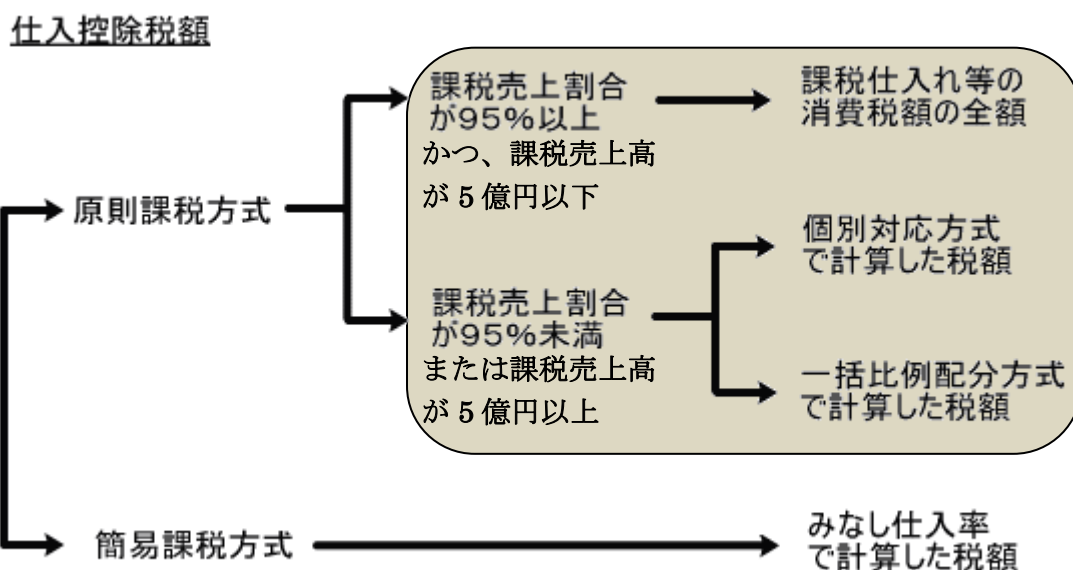 仕入控除税額
課税売上割合
が95%以上
かつ、課税売上高
が5億円以下
課税仕入れ等の
消費税額の全額
原則課税方式
課税売上割合
が95%未満
または課税売上高
が5億円以上
個別対応方式
で計算した税額
一括比例配分方式
で計算した税額
簡易課税方式
みなし仕入率
で計算した税額